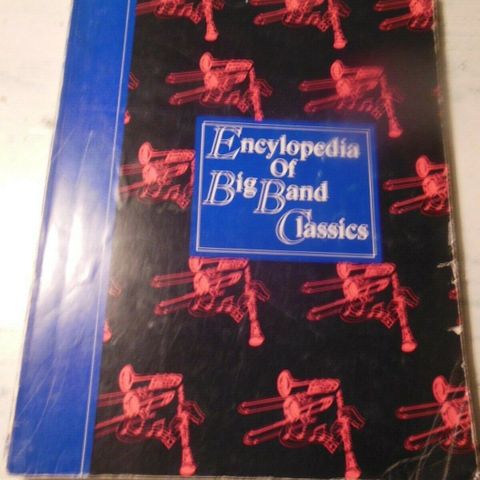 Encylopedia
Of
Big Band
Classics